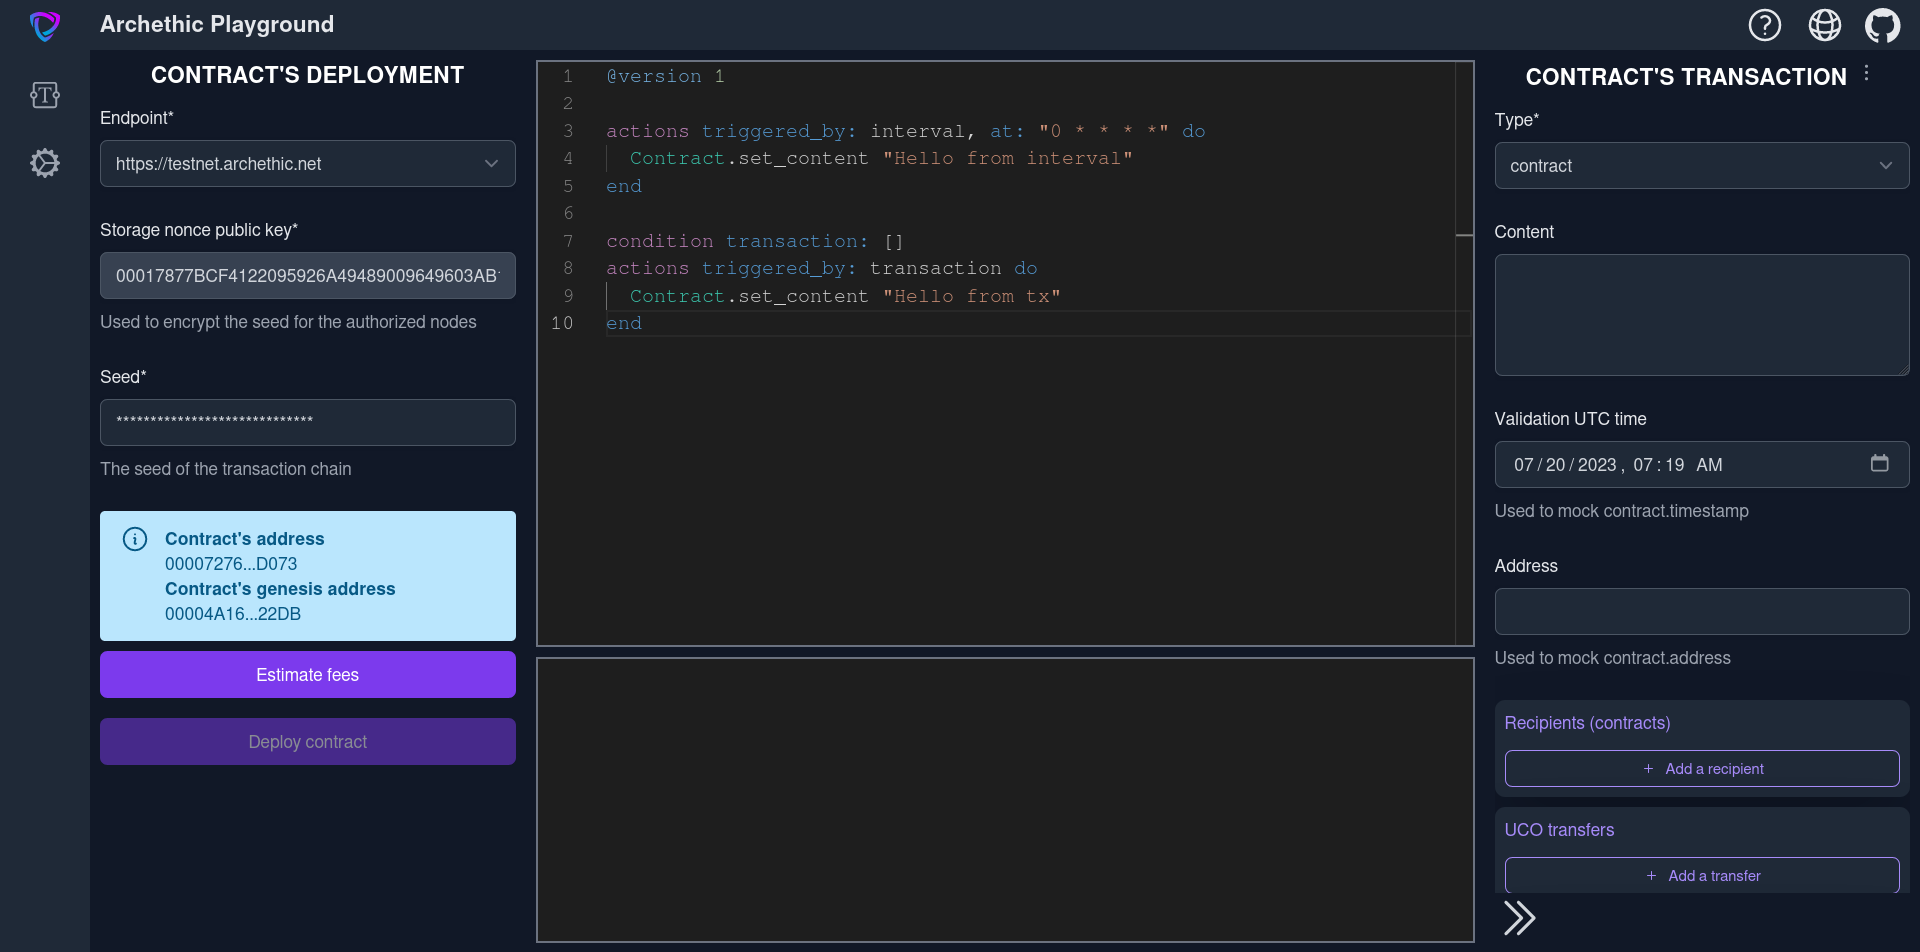 Archethic Playground
CONTRACT'S DEPLOYMENT
Endpoint*
https://testnet.archethic.net
Storage nonce public key*
00017877BCF4122095926A49489009649603AB
Used to encrypt the seed for the authorized nodes
Seed*
*****************************
The seed of the transaction chain
Contract's address
00007276...D073
Contract's genesis address
00004A16...22DB
Estimate fees
Deploy contract
1 @version 1
2
3 actions triggered_by: interval, at: "0 * * * *" do
4 Contract.set_content "Hello from interval"
5 end
6
7 condition transaction: []
8 actions triggered_by: transaction do
9 Contract.set_content "Hello from tx"
10 end
CONTRACT'S TRANSACTION
Type*
contract
Content
Validation UTC time
07/20/2023, 07:19 AM
Used to mock contract.timestamp
Address
Used to mock contract.address
Recipients (contracts)
+ Add a recipient
UCO transfers
+ Add a transfer